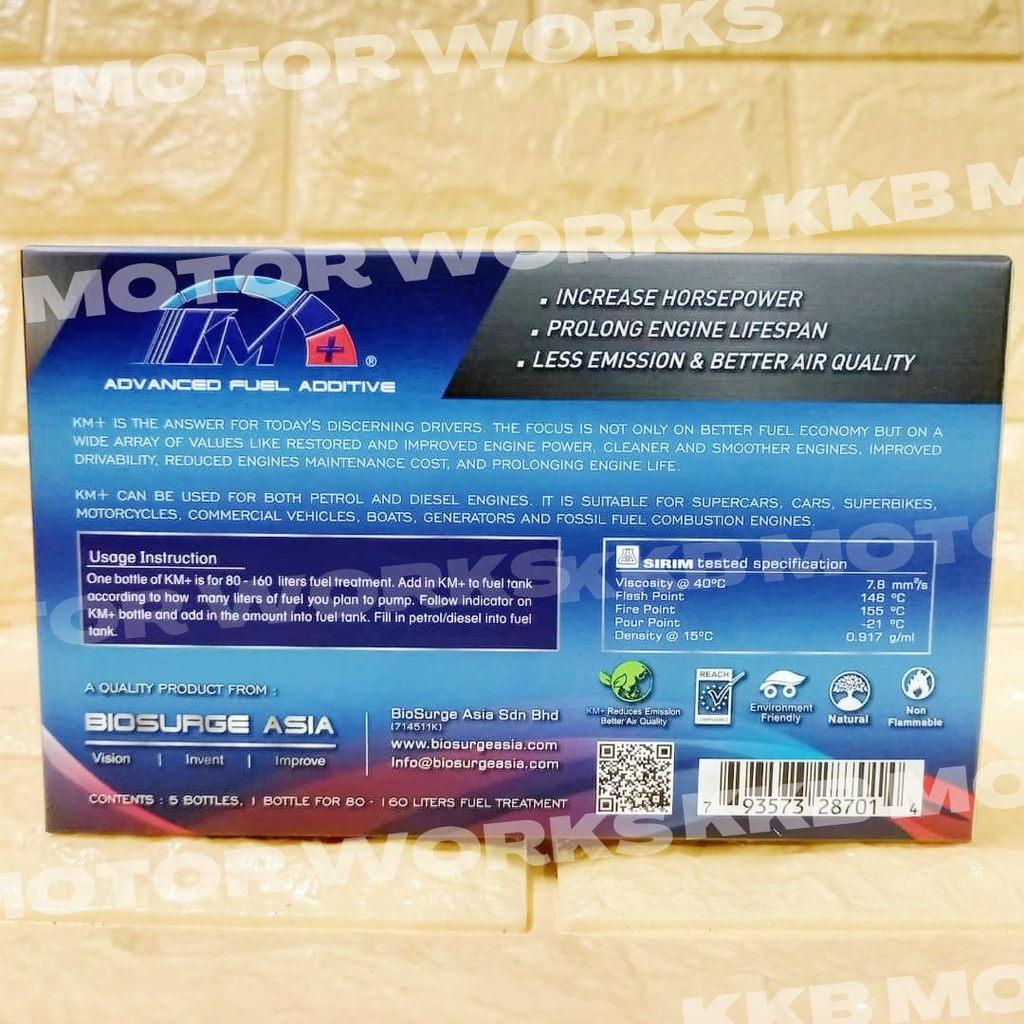 KKB MOTOR WORKS
KKB MOTOR WORKS KKB MOTOR WORKS
KM+®
ADVANCED FUEL ADDITIVE
. INCREASE HORSEPOWER
. PROLONG ENGINE LIFESPAN
. LESS EMISSION & BETTER AIR QUALITY
KM+ IS THE ANSWER FOR TODAY'S DISCERNING DRIVERS. THE FOCUS IS NOT ONLY ON BETTER FUEL ECONOMY BUT ON A
WIDE ARRAY OF VALUES LIKE RESTORED AND IMPROVED ENGINE POWER, CLEANER AND SMOOTHER ENGINES, IMPROVED
DRIVABILITY, REDUCED ENGINES MAINTENANCE COST, AND PROLONGING ENGINE LIFE.
KM+ CAN BE USED FOR BOTH PETROL AND DIESEL ENGINES. IT IS SUITABLE FOR SUPERCARS, CARS, SUPERBIKES,
MOTORCYCLES, COMMERCIAL VEHICLES, BOATS, GENERATORS AND FOSSIL FUEL COMBUSTION ENGINES.
Usage Instruction
One bottle of KM+ is for 80 - 160 liters fuel treatment. Add in KM+ to fuel tank
according to how many liters of fuel you plan to pump. Follow indicator on
KM+ bottle and add in the amount into fuel tank. Fill in petrol/diesel into fuel
tank.
SIRIM tested specification
Viscosity @ 40°C 7.8 mm²/s
Flash Point 146 °C
Fire Point 155 °C
Pour Point -21 °C
Density @ 15°C 0.917 g/ml
KM+ Reduces Emission
Better Air Quality
REACH
COMPLIANCE
Environment
Friendly
Natural
Non
Flammable
A QUALITY PRODUCT FROM :
BIOSURGE ASIA
Vision | Invent | Improve
BioSurge Asia Sdn Bhd
(714511K)
www.biosurgeasia.com
Info@biosurgeasia.com
CONTENTS : 5 BOTTLES, 1 BOTTLE FOR 80 - 160 LITERS FUEL TREATMENT
7 93573 28701 4
MOTOR WORKS KKB MOTOR
MOTOR WORKS KKB MOTO
KKB MO